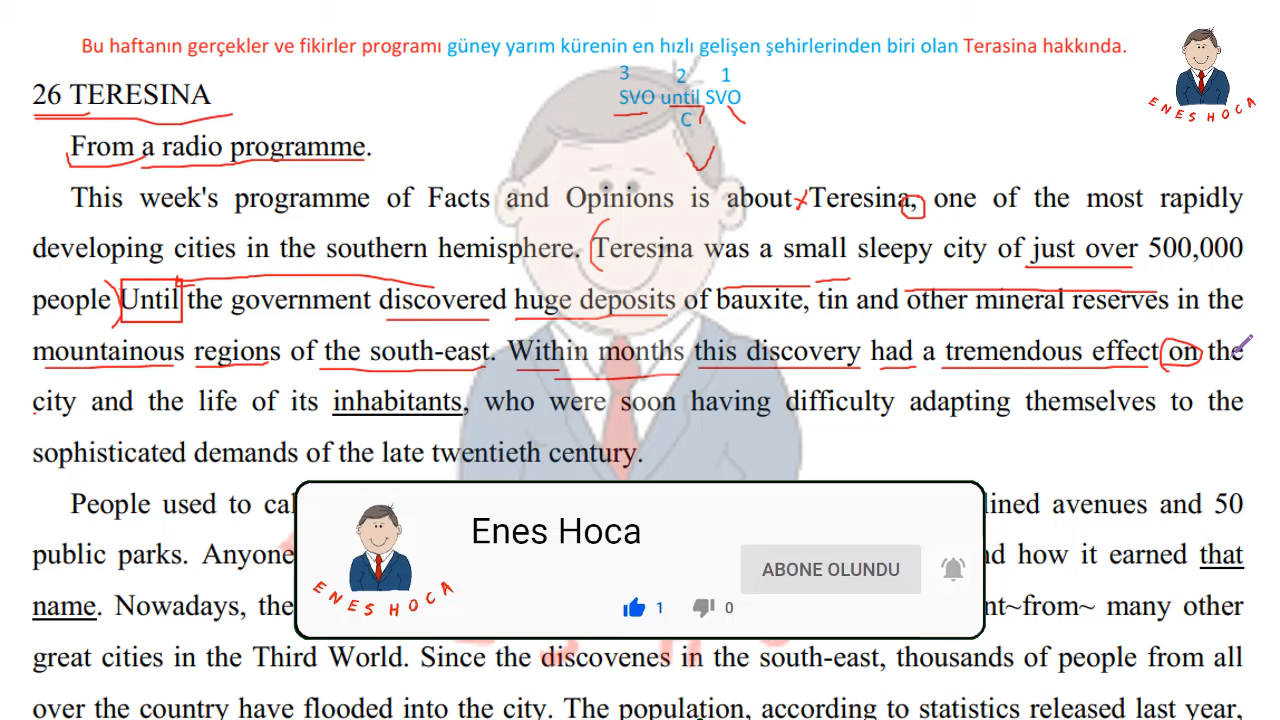 Bu haftanın gerçekler ve fikirler programı güney yarım kürenin en hızlı gelişen şehirlerinden biri olan Terasina hakkında.
3 2 1
SVO until SVO
C
ENES HOCA
26 TERESINA
From a radio programme.
This week's programme of Facts and Opinions is about Teresina, one of the most rapidly
developing cities in the southern hemisphere. Teresina was a small sleepy city of just over 500,000
people Until the government discovered huge deposits of bauxite, tin and other mineral reserves in the
mountainous regions of the south-east. Within months this discovery had a tremendous effect on the
city and the life of its inhabitants, who were soon having difficulty adapting themselves to the
sophisticated demands of the late twentieth century.
People used to cal lined avenues and 50
public parks. Anyone nd how it earned that
name. Nowadays, the nt~from~ many other
Enes Hoca
ABONE OLUNDU
ENES HOCA
1 0
great cities in the Third World. Since the discovenes in the south-east, thousands of people from all
over the country have flooded into the city. The population, according to statistics released last year,